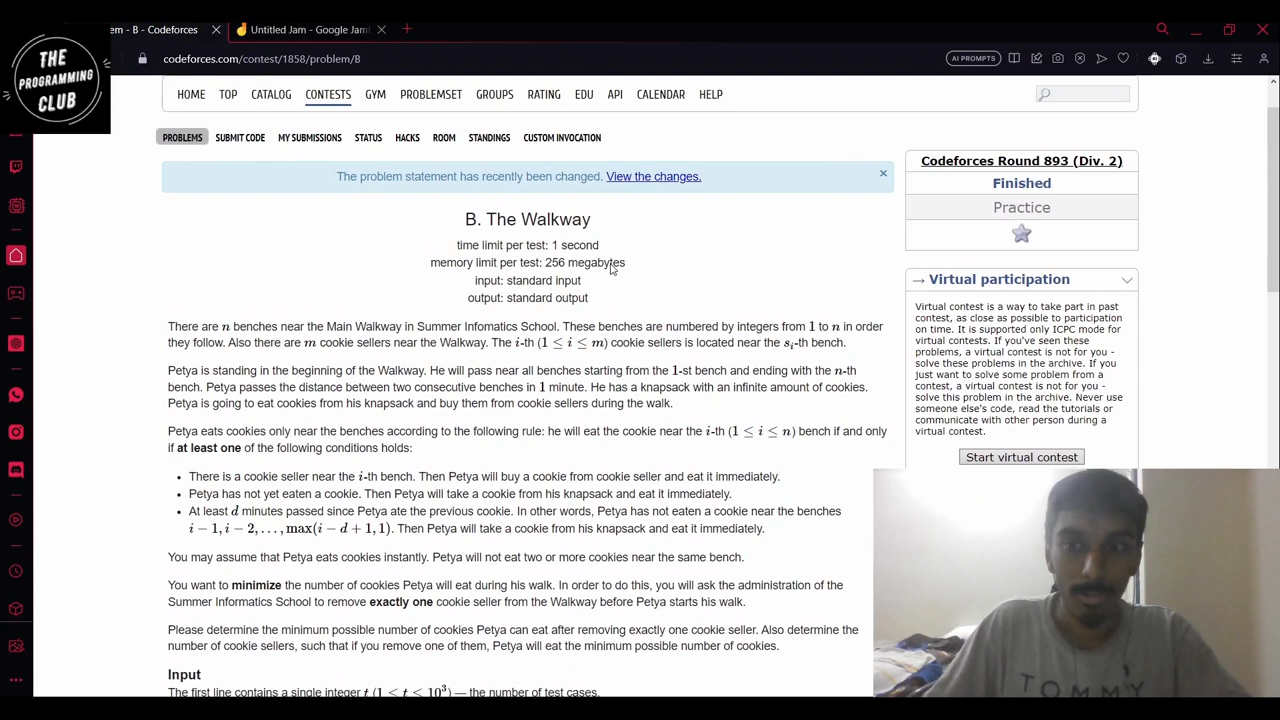 THE
PROGRAMMING
CLUB
em - B - Codeforces
Untitled Jam - Google Jam
codeforces.com/contest/1858/problem/B
AI PROMPTS
HOME TOP CATALOG CONTESTS GYM PROBLEMSET GROUPS RATING EDU API CALENDAR HELP
PROBLEMS SUBMIT CODE MY SUBMISSIONS STATUS HACKS ROOM STANDINGS CUSTOM INVOCATION
The problem statement has recently been changed. View the changes.
B. The Walkway
time limit per test: 1 second
memory limit per test: 256 megabytes
input: standard input
output: standard output
There are n benches near the Main Walkway in Summer Infomatics School. These benches are numbered by integers from 1 to n in order
they follow. Also there are m cookie sellers near the Walkway. The i-th (1 ≤ i ≤ m) cookie sellers is located near the sᵢ-th bench.
Petya is standing in the beginning of the Walkway. He will pass near all benches starting from the 1-st bench and ending with the n-th
bench. Petya passes the distance between two consecutive benches in 1 minute. He has a knapsack with an infinite amount of cookies.
Petya is going to eat cookies from his knapsack and buy them from cookie sellers during the walk.
Petya eats cookies only near the benches according to the following rule: he will eat the cookie near the i-th (1 ≤ i ≤ n) bench if and only
if at least one of the following conditions holds:
• There is a cookie seller near the i-th bench. Then Petya will buy a cookie from cookie seller and eat it immediately.
• Petya has not yet eaten a cookie. Then Petya will take a cookie from his knapsack and eat it immediately.
• At least d minutes passed since Petya ate the previous cookie. In other words, Petya has not eaten a cookie near the benches
i − 1, i − 2, . . . , max(i − d + 1, 1). Then Petya will take a cookie from his knapsack and eat it immediately.
You may assume that Petya eats cookies instantly. Petya will not eat two or more cookies near the same bench.
You want to minimize the number of cookies Petya will eat during his walk. In order to do this, you will ask the administration of the
Summer Informatics School to remove exactly one cookie seller from the Walkway before Petya starts his walk.
Please determine the minimum possible number of cookies Petya can eat after removing exactly one cookie seller. Also determine the
number of cookie sellers, such that if you remove one of them, Petya will eat the minimum possible number of cookies.
Input
The first line contains a single integer t (1 ≤ t ≤ 10³) — the number of test cases.
Codeforces Round 893 (Div. 2)
Finished
Practice
→ Virtual participation
Virtual contest is a way to take part in past
contest, as close as possible to participation
on time. It is supported only ICPC mode for
virtual contests. If you've seen these
problems, a virtual contest is not for you -
solve these problems in the archive. If you
just want to solve some problem from a
contest, a virtual contest is not for you -
solve this problem in the archive. Never use
someone else's code, read the tutorials or
communicate with other person during a
virtual contest.
Start virtual contest
TOMMY